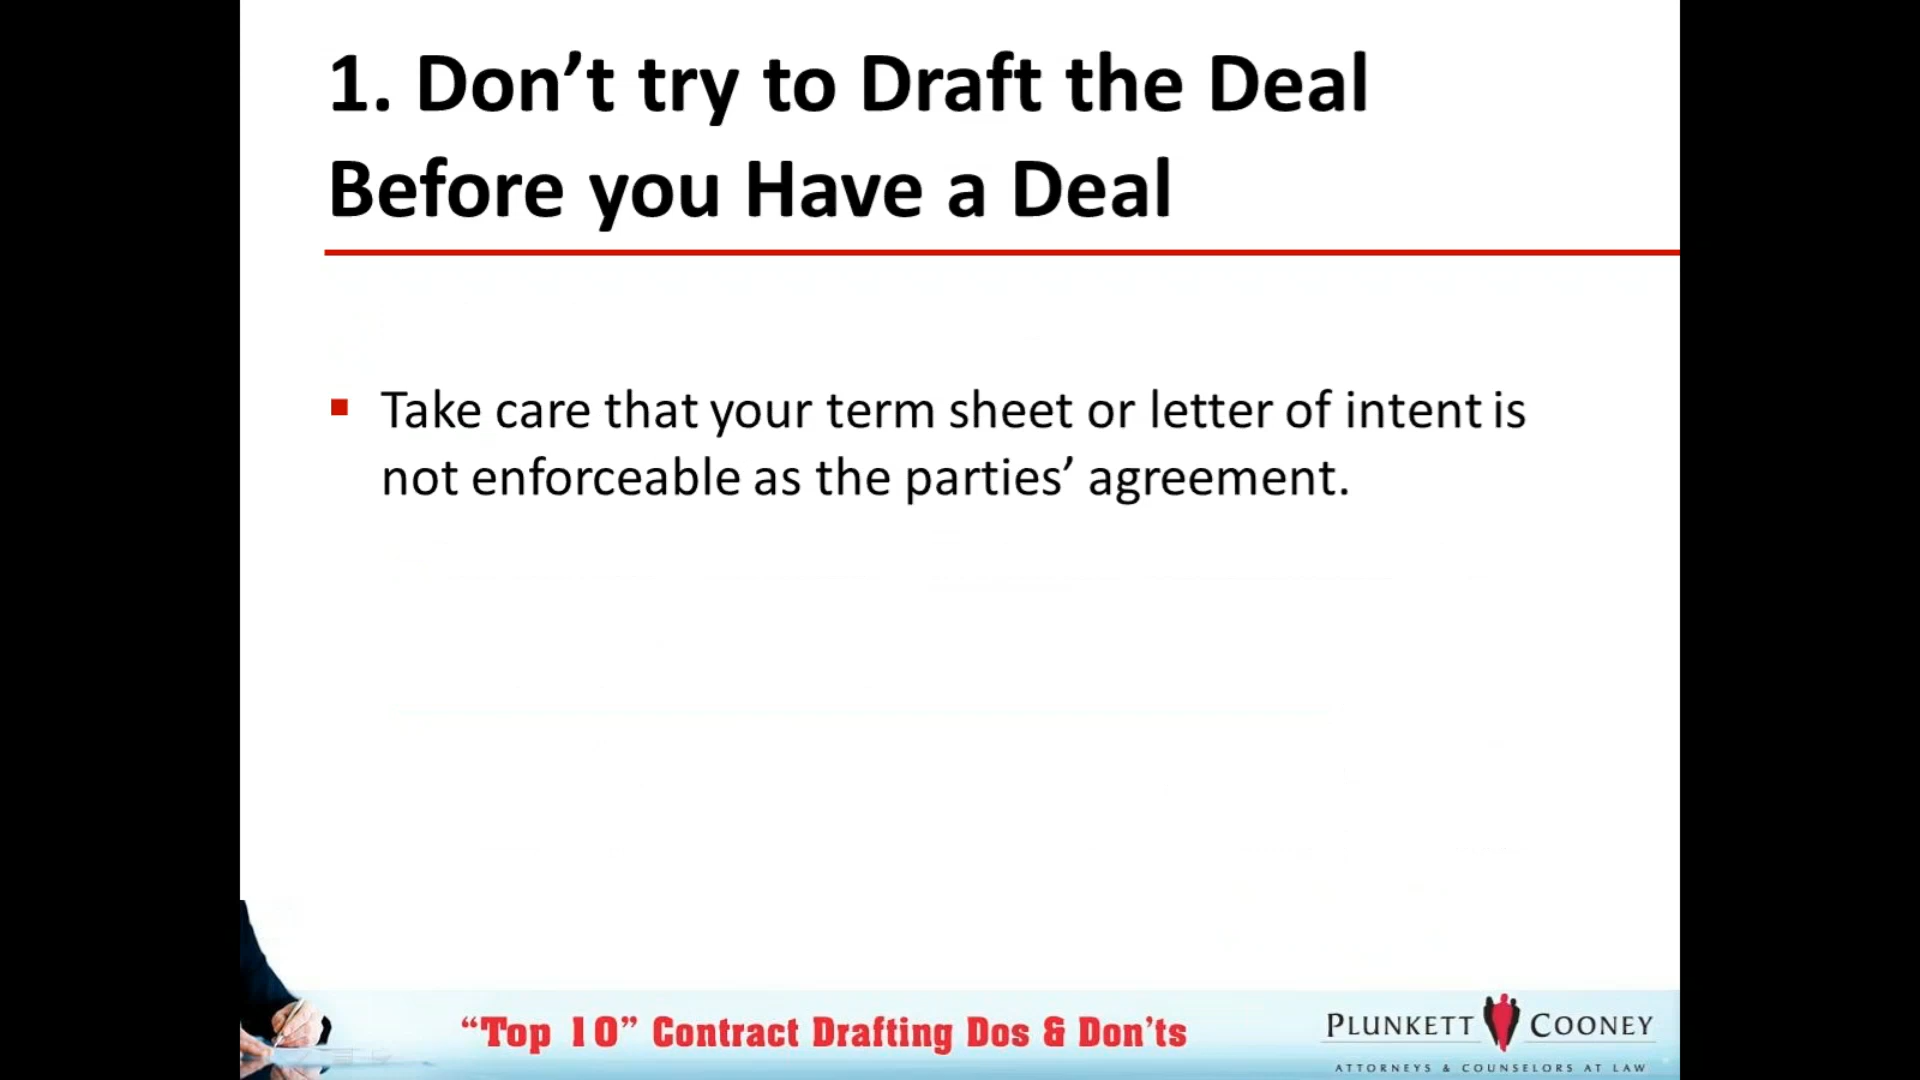 1. Don’t try to Draft the Deal
Before you Have a Deal
Take care that your term sheet or letter of intent is
not enforceable as the parties’ agreement.
“Top 10” Contract Drafting Dos & Don’ts
PLUNKETT COONEY
ATTORNEYS & COUNSELORS AT LAW